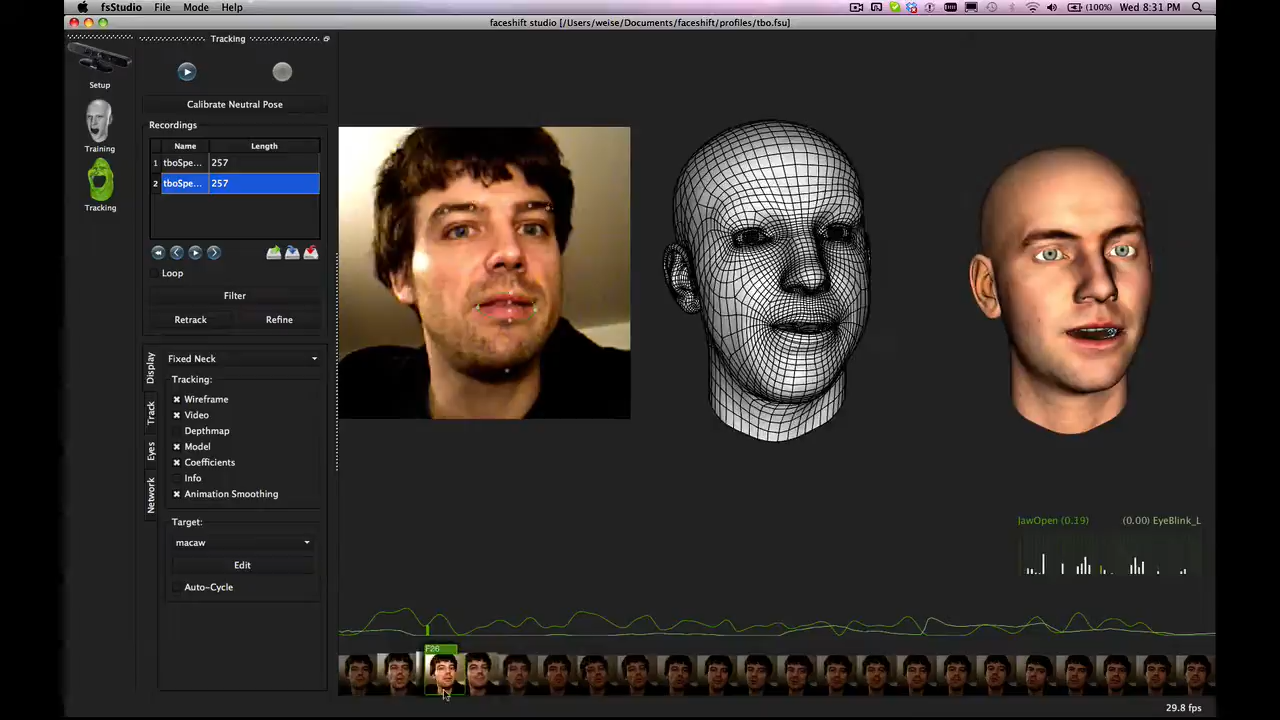 fsStudio File Mode Help
(100%) Wed 8:31 PM
faceshift studio [/Users/weise/Documents/faceshift/profiles/tbo.fsu]
Tracking
Setup
Training
Tracking
Calibrate Neutral Pose
Recordings
Name Length
1 tboSpe... 257
2 tboSpe... 257
Loop
Filter
Retrack Refine
Display
Track
Eyes
Network
Fixed Neck
Tracking:
Wireframe
Video
Depthmap
Model
Coefficients
Info
Animation Smoothing
Target:
macaw
Edit
Auto-Cycle
JawOpen (0.19) (0.00) EyeBlink_L
F26
29.8 fps